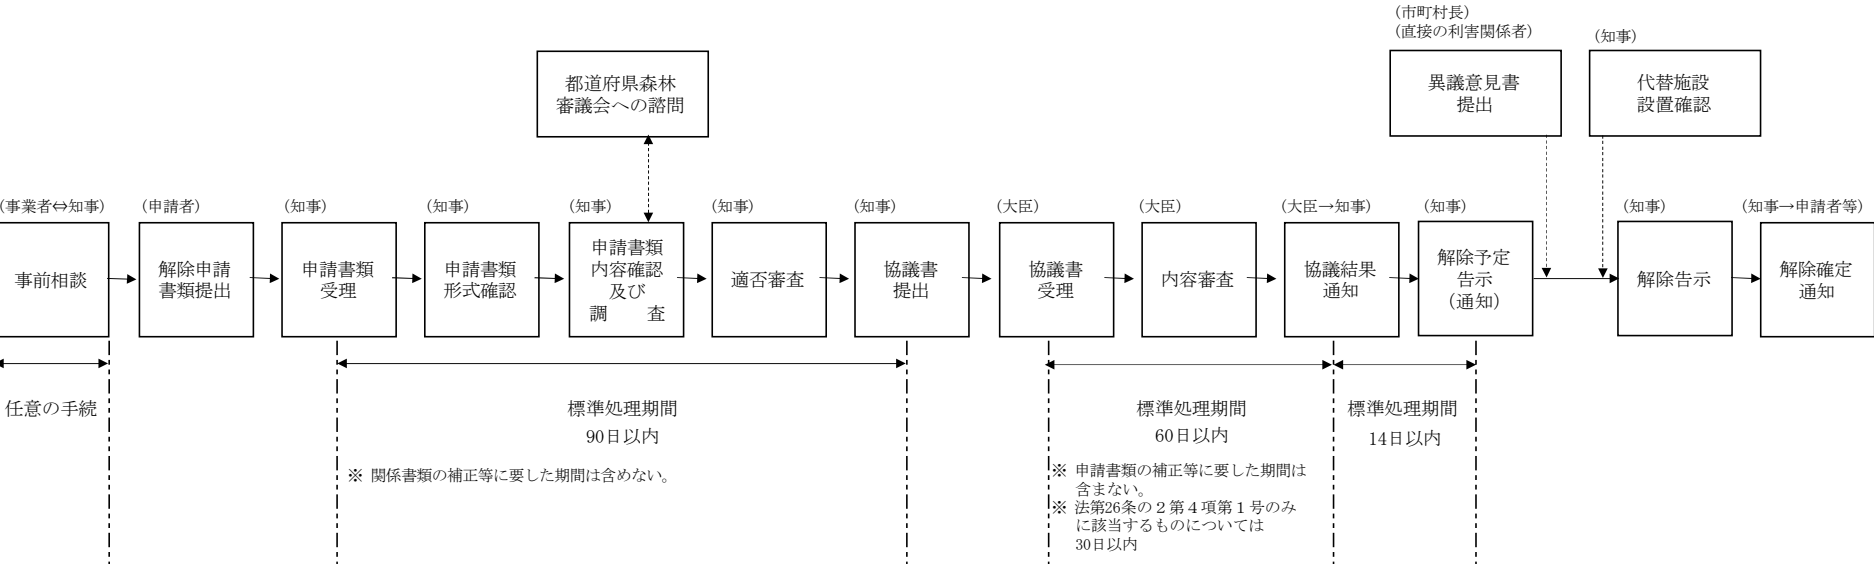 (市町村長)
(直接の利害関係者)
異議意見書
提出
(知事)
代替施設
設置確認
都道府県森林
審議会への諮問
(事業者⇔知事)
事前相談
(申請者)
解除申請
書類提出
(知事)
申請書類
受理
(知事)
申請書類
形式確認
(知事)
申請書類
内容確認
及び
調　　査
(知事)
適否審査
(知事)
協議書
提出
(大臣)
協議書
受理
(大臣)
内容審査
(大臣→知事)
協議結果
通知
(知事)
解除予定
告示
(通知)
(知事)
解除告示
(知事→申請者等)
解除確定
通知
任意の手続
標準処理期間
90日以内
※ 関係書類の補正等に要した期間は含めない。
標準処理期間
60日以内
※ 申請書類の補正等に要した期間は
含まない。
※ 法第26条の２第４項第１号のみ
に該当するものについては
30日以内
標準処理期間
14日以内